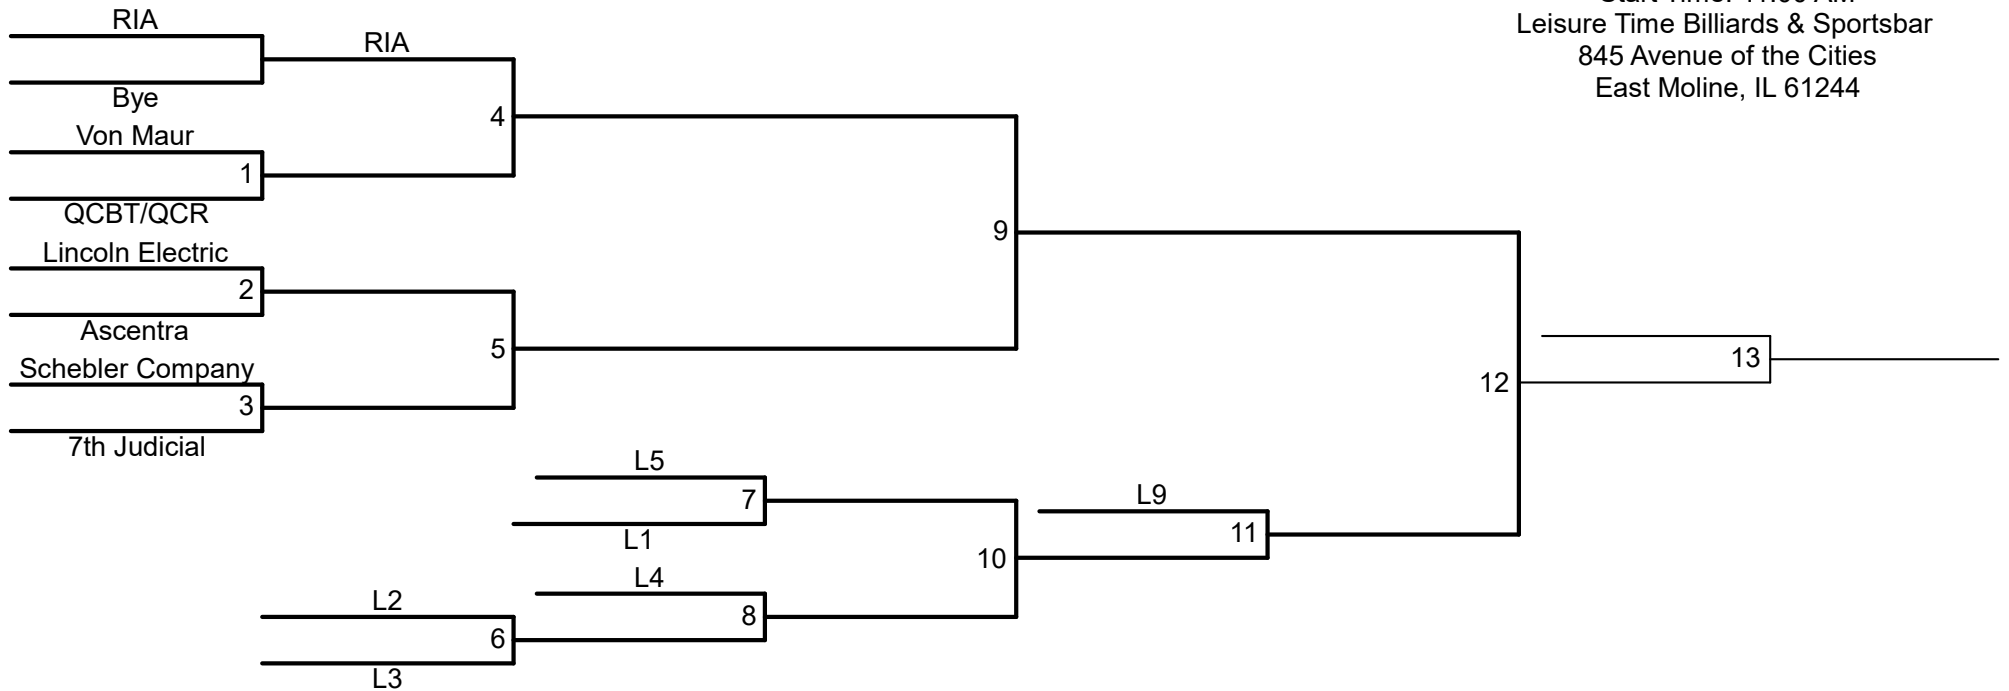 RIA
RIA
Bye
Von Maur
4
1
QCBT/QCR
Lincoln Electric
2
Ascentra
5
Schebler Company
3
7th Judicial
9
12
13
L5
7
L1
L9
11
10
L4
8
L2
6
L3
Leisure Time Billiards & Sportsbar
845 Avenue of the Cities
East Moline, IL 61244